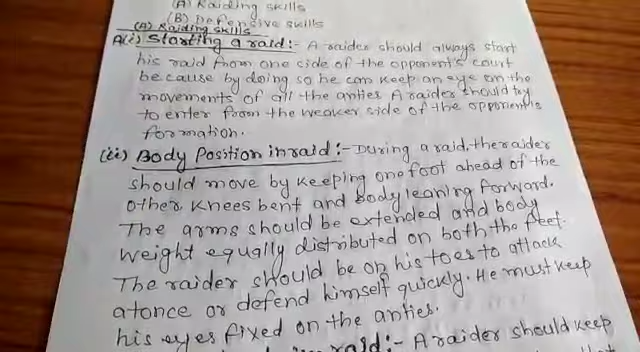 (A) Raiding skills
(B) Defensive skills
(A) Raiding skills
A(i) Starting a raid:- A raider should always start
his raid from one side of the opponent's court
because by doing so he can keep an eye on the
movements of all the anties. A raider should try
to enter from the weaker side of the opponents
formation.
(ii) Body Position in raid:- During a raid, the raider
should move by keeping one foot ahead of the
other, Knees bent and body leaning forward.
The arms should be extended and body
weight equally distributed on both the feet.
The raider should be on his toes to attack
atonce or defend himself quickly. He must keep
his eyes fixed on the anties.
raid:- A raider should keep